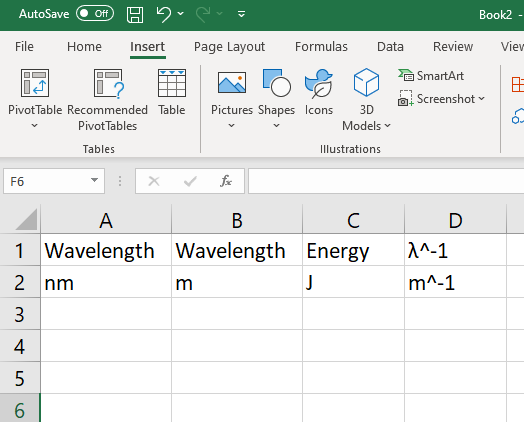 AutoSave Off Book2 -
File Home Insert Page Layout Formulas Data Review View
PivotTable Recommended PivotTables Table Pictures Shapes Icons 3D Models SmartArt
Screenshot
Tables Illustrations
F6 fx
A B C D
1 Wavelength Wavelength Energy λ^-1
2 nm m J m^-1
3
4
5
6